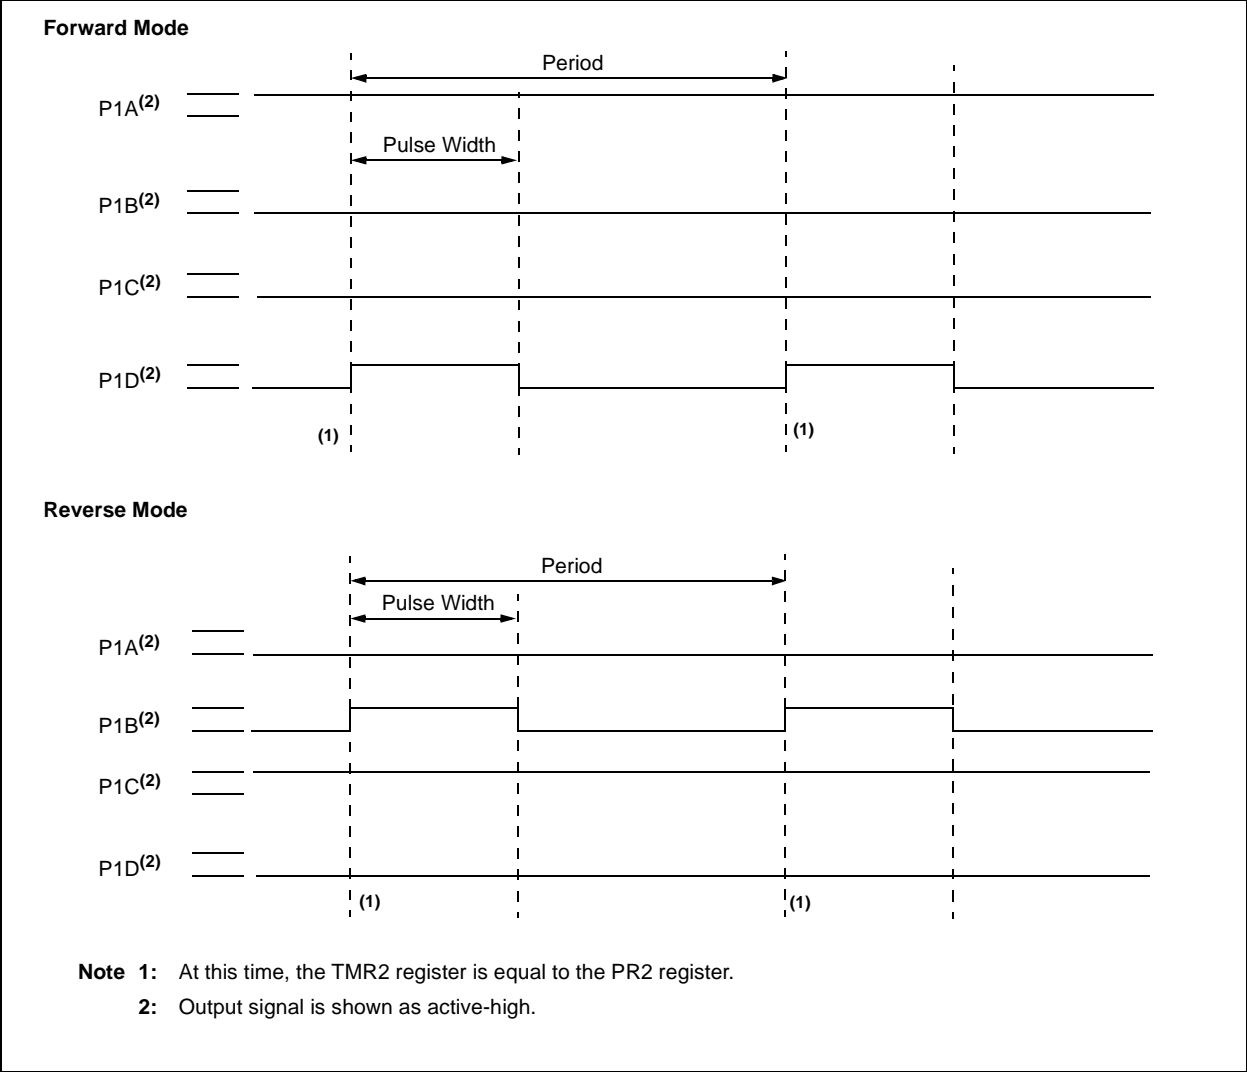 Forward Mode
Period
P1A(2)
Pulse Width
P1B(2)
P1C(2)
P1D(2)
(1)
(1)
Reverse Mode
Period
Pulse Width
P1A(2)
P1B(2)
P1C(2)
P1D(2)
(1)
(1)
Note 1: At this time, the TMR2 register is equal to the PR2 register.
2: Output signal is shown as active-high.